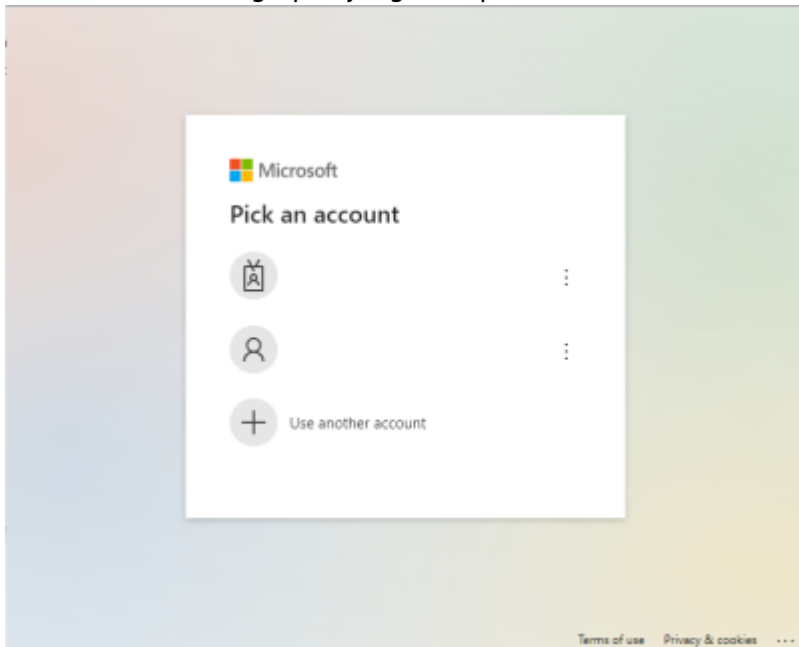 Microsoft
Pick an account
Use another account
Terms of use Privacy & cookies ...